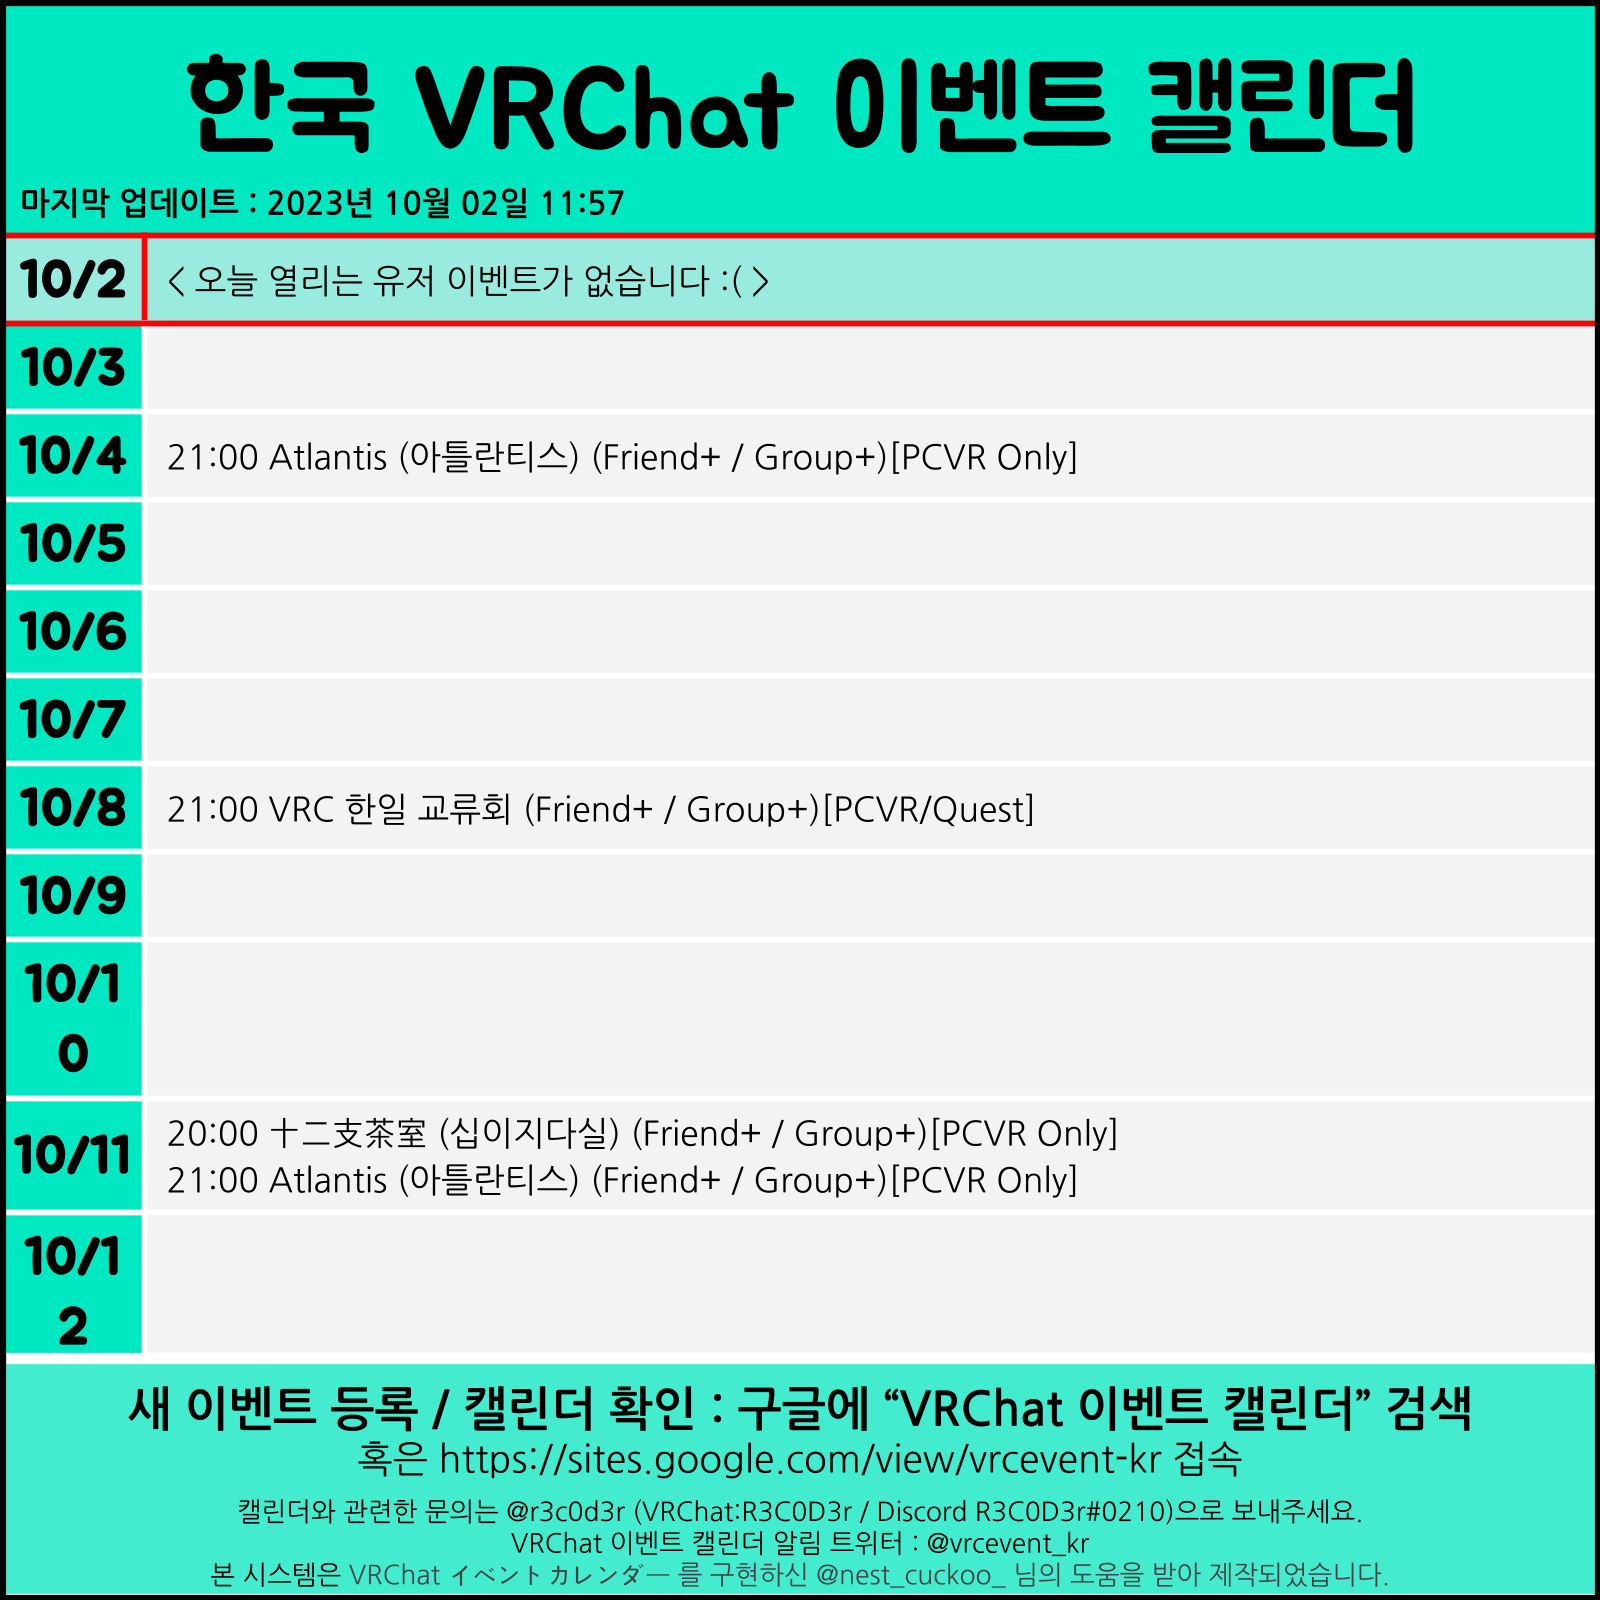 한국 VRChat 이벤트 캘린더
마지막 업데이트 : 2023년 10월 02일 11:57
10/2 < 오늘 열리는 유저 이벤트가 없습니다 :( >
10/3
10/4 21:00 Atlantis (아틀란티스) (Friend+ / Group+)[PCVR Only]
10/5
10/6
10/7
10/8 21:00 VRC 한일 교류회 (Friend+ / Group+)[PCVR/Quest]
10/9
10/1
0
10/11 20:00 十二支茶室 (십이지다실) (Friend+ / Group+)[PCVR Only]
21:00 Atlantis (아틀란티스) (Friend+ / Group+)[PCVR Only]
10/1
2
새 이벤트 등록 / 캘린더 확인 : 구글에 “VRChat 이벤트 캘린더” 검색
혹은 https://sites.google.com/view/vrcevent-kr 접속
캘린더와 관련한 문의는 @r3c0d3r (VRChat:R3C0D3r / Discord R3C0D3r#0210)으로 보내주세요.
VRChat 이벤트 캘린더 알림 트위터 : @vrcevent_kr
본 시스템은 VRChat イベントカレンダー 를 구현하신 @nest_cuckoo_ 님의 도움을 받아 제작되었습니다.